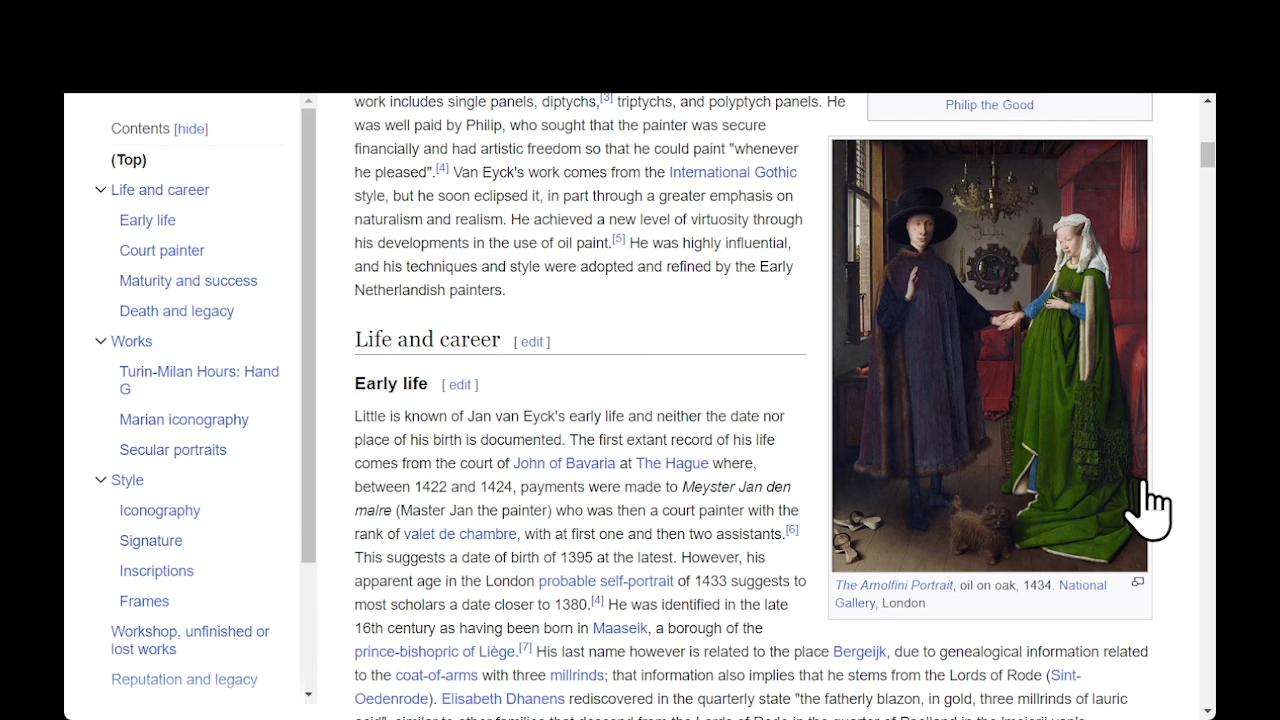 Contents [hide]
(Top)
Life and career
Early life
Court painter
Maturity and success
Death and legacy
Works
Turin-Milan Hours: Hand
G
Marian iconography
Secular portraits
Style
Iconography
Signature
Inscriptions
Frames
Workshop, unfinished or
lost works
Reputation and legacy
work includes single panels, diptychs,[3] triptychs, and polyptych panels. He
was well paid by Philip, who sought that the painter was secure
financially and had artistic freedom so that he could paint "whenever
he pleased".[4] Van Eyck's work comes from the International Gothic
style, but he soon eclipsed it, in part through a greater emphasis on
naturalism and realism. He achieved a new level of virtuosity through
his developments in the use of oil paint.[5] He was highly influential,
and his techniques and style were adopted and refined by the Early
Netherlandish painters.
Life and career [ edit ]
Early life [ edit ]
Little is known of Jan van Eyck's early life and neither the date nor
place of his birth is documented. The first extant record of his life
comes from the court of John of Bavaria at The Hague where,
between 1422 and 1424, payments were made to Meyster Jan den
malre (Master Jan the painter) who was then a court painter with the
rank of valet de chambre, with at first one and then two assistants.[6]
This suggests a date of birth of 1395 at the latest. However, his
apparent age in the London probable self-portrait of 1433 suggests to
most scholars a date closer to 1380.[4] He was identified in the late
16th century as having been born in Maaseik, a borough of the
prince-bishopric of Liège.[7] His last name however is related to the place Bergeijk, due to genealogical information related
to the coat-of-arms with three millrinds; that information also implies that he stems from the Lords of Rode (Sint-
Oedenrode). Elisabeth Dhanens rediscovered in the quarterly state "the fatherly blazon, in gold, three millrinds of lauric
Philip the Good
The Arnolfini Portrait, oil on oak, 1434. National
Gallery, London